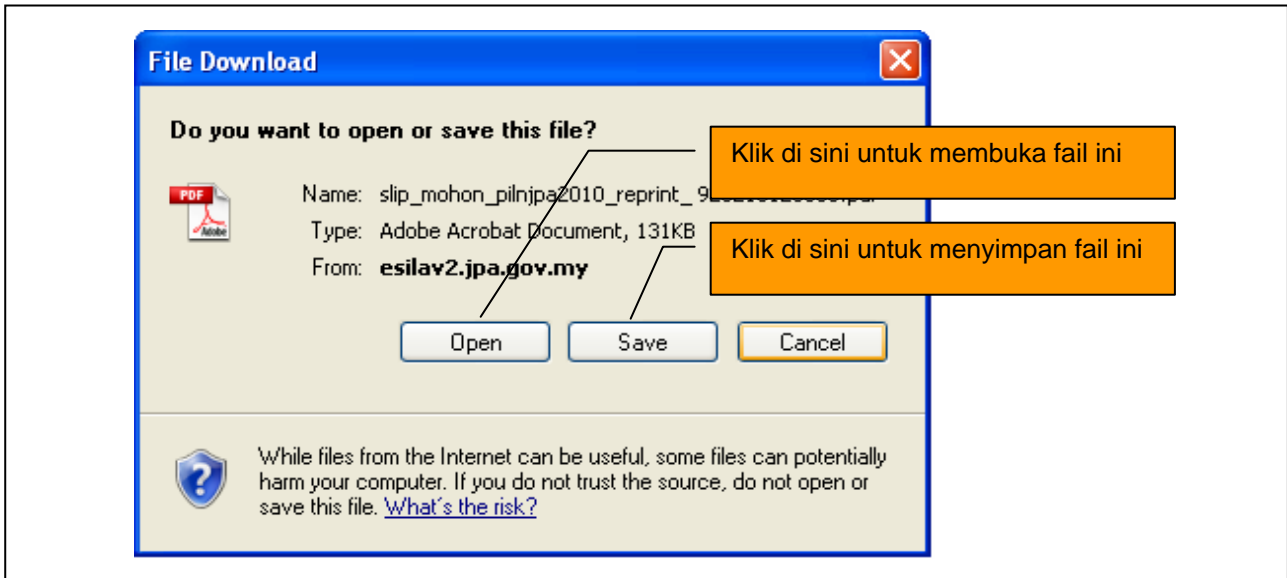 File Download
Do you want to open or save this file?
Klik di sini untuk membuka fail ini
PDF
Adobe
Name: slip_mohon_pilnjpa2010_reprint_
Type: Adobe Acrobat Document, 131KB
Klik di sini untuk menyimpan fail ini
From: esilav2.jpa.gov.my
Open Save Cancel
While files from the Internet can be useful, some files can potentially
harm your computer. If you do not trust the source, do not open or
save this file. What's the risk?